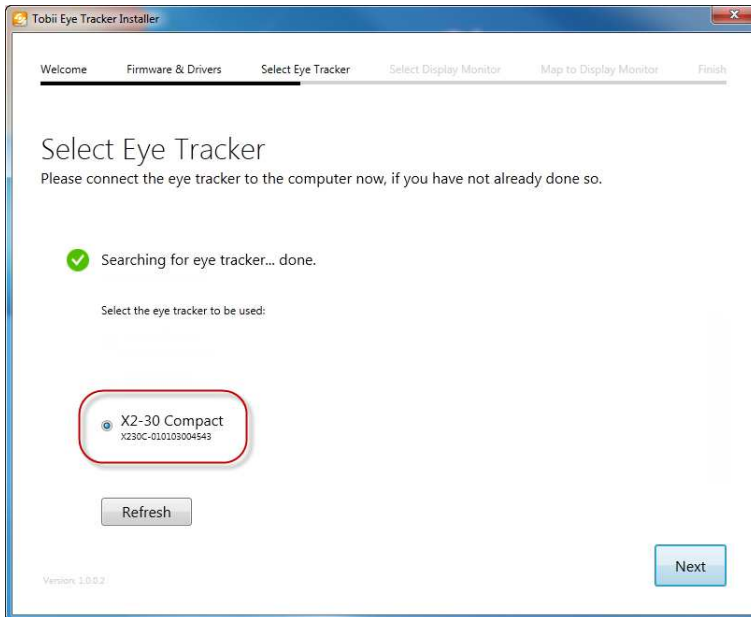 Tobii Eye Tracker Installer
Welcome Firmware & Drivers Select Eye Tracker Select Display Monitor Map to Display Monitor Finish
Select Eye Tracker
Please connect the eye tracker to the computer now, if you have not already done so.
Searching for eye tracker... done.
Select the eye tracker to be used:
X2-30 Compact
X230C-010103004543
Refresh
Next
Version: 1.0.0.2